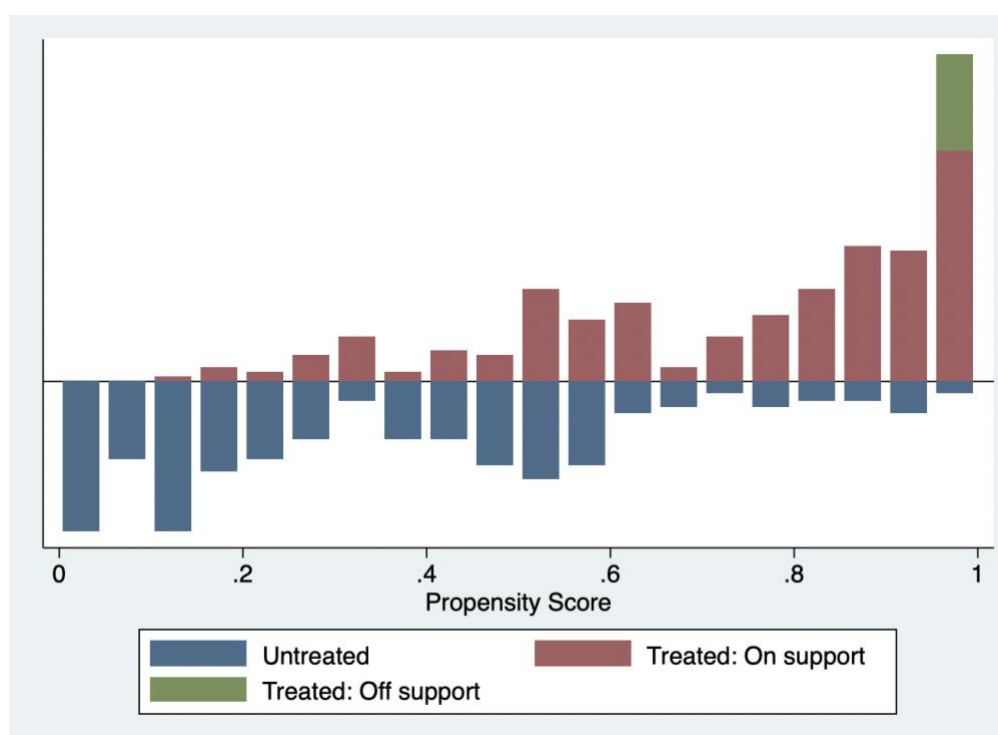 0 .2 .4 .6 .8 1
Propensity Score
Untreated Treated: On support
Treated: Off support